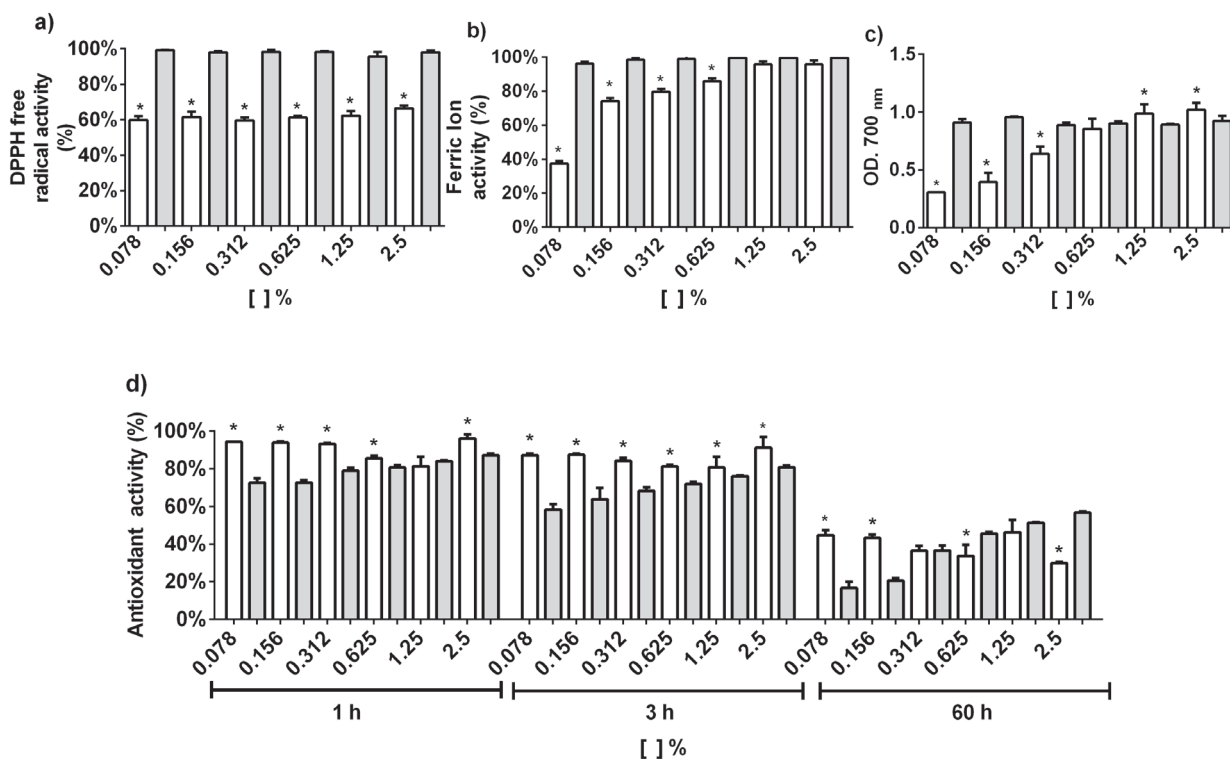 a)
DPPH free
radical activity
(%)
100%
80%
60%
40%
20%
0%
* * * * * *
0.078 0.156 0.312 0.625 1.25 2.5
[ ] %
b)
Ferric Ion
activity (%)
100%
80%
60%
40%
20%
0%
* * * *
0.078 0.156 0.312 0.625 1.25 2.5
[ ] %
c)
OD. 700 nm
1.5
1.0
0.5
0.0
* * * * *
0.078 0.156 0.312 0.625 1.25 2.5
[ ] %
d)
Antioxidant activity (%)
100%
80%
60%
40%
20%
0%
* * * * * * * * * * * * * * *
0.078 0.156 0.312 0.625 1.25 2.5 0.078 0.156 0.312 0.625 1.25 2.5 0.078 0.156 0.312 0.625 1.25 2.5
1 h 3 h 60 h
[ ] %